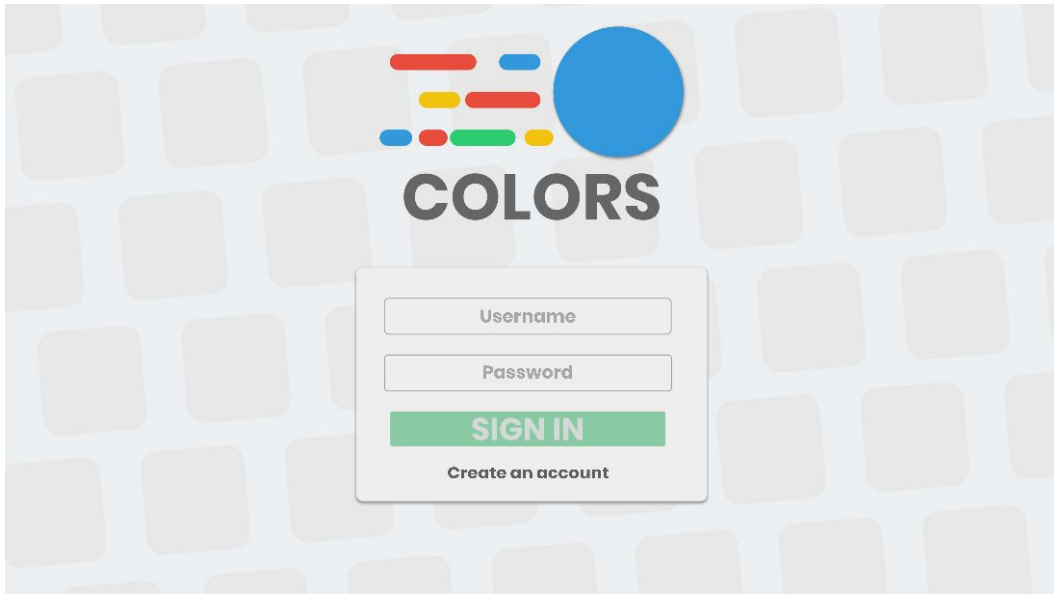 COLORS
Username
Password
SIGN IN
Create an account